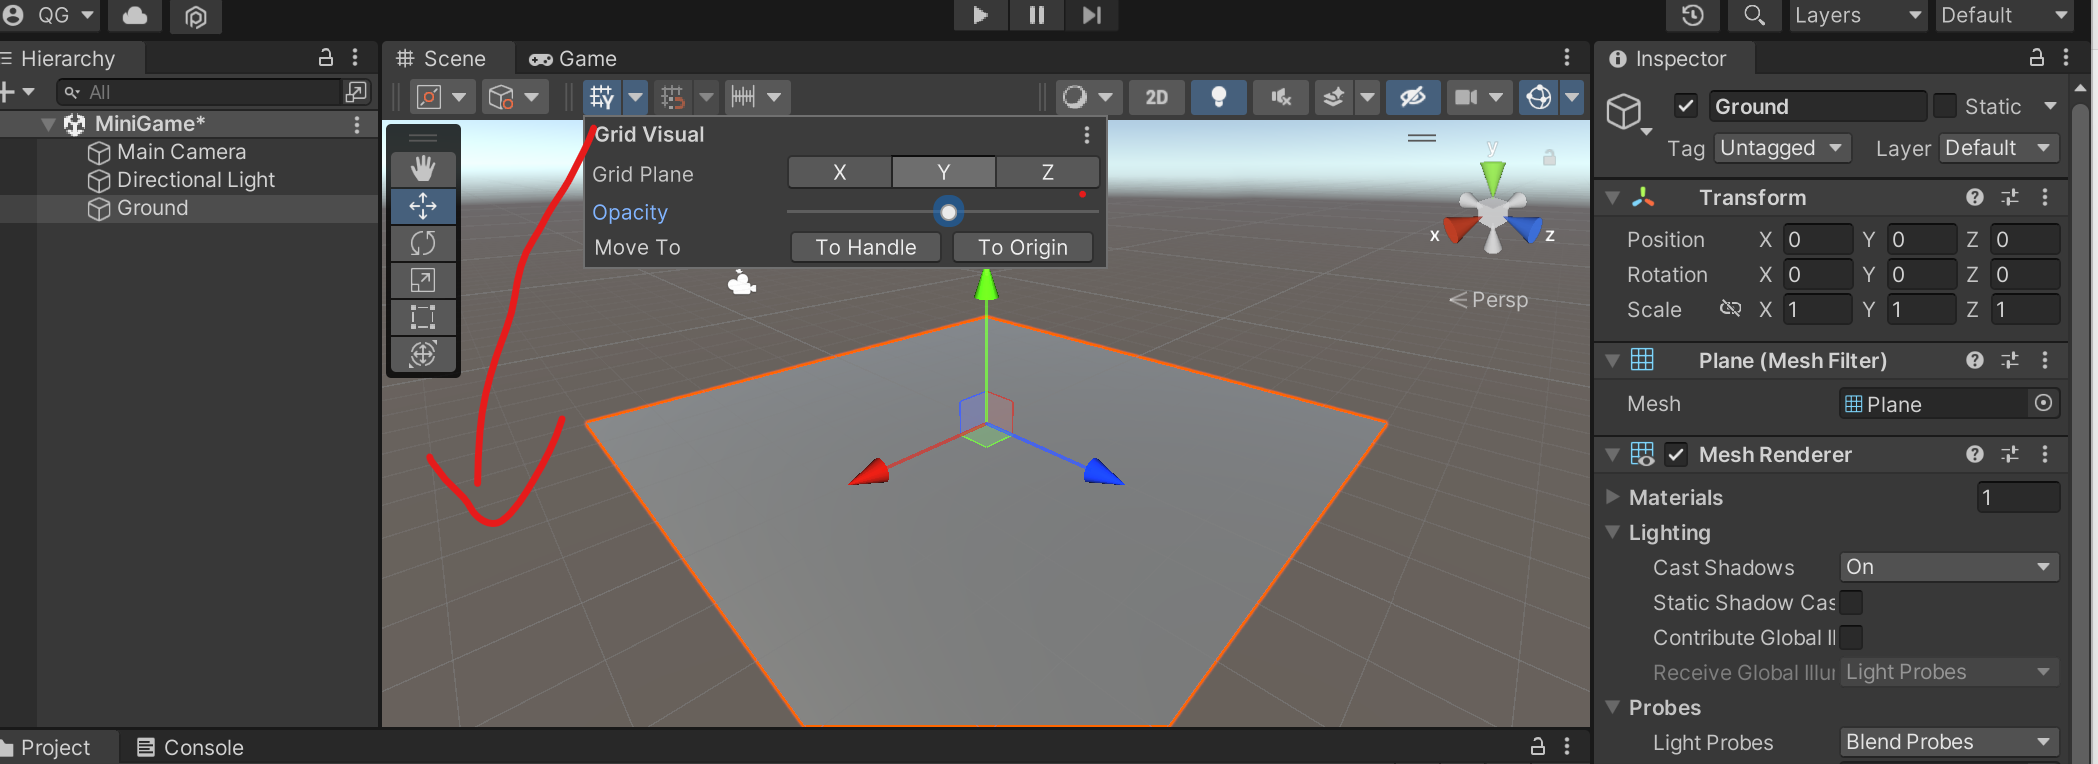 QG
Layers
Default
Hierarchy
Scene
Game
Inspector
All
2D
Ground
Static
MiniGame*
Main Camera
Directional Light
Ground
Grid Visual
Grid Plane
X
Y
Z
Opacity
Move To
To Handle
To Origin
y
x
z
Persp
Tag
Untagged
Layer
Default
Transform
Position X 0 Y 0 Z 0
Rotation X 0 Y 0 Z 0
Scale X 1 Y 1 Z 1
Plane (Mesh Filter)
Mesh
Plane
Mesh Renderer
Materials
1
Lighting
Cast Shadows
On
Static Shadow Cas
Contribute Global Il
Receive Global Illui
Light Probes
Probes
Light Probes
Blend Probes
Project
Console